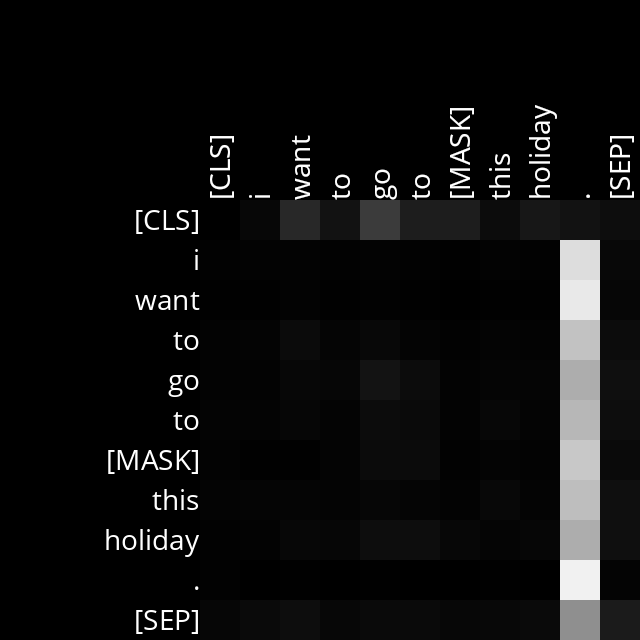 [CLS] i want to go to [MASK] this holiday . [SEP]
[CLS]
i
want
to
go
to
[MASK]
this
holiday
.
[SEP]